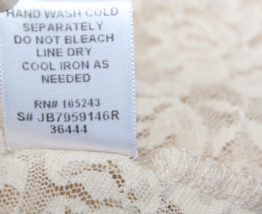 HAND WASH COLD
SEPARATELY
DO NOT BLEACH
LINE DRY
COOL IRON AS
NEEDED
RN# 105243
S# JB7959146R
36444